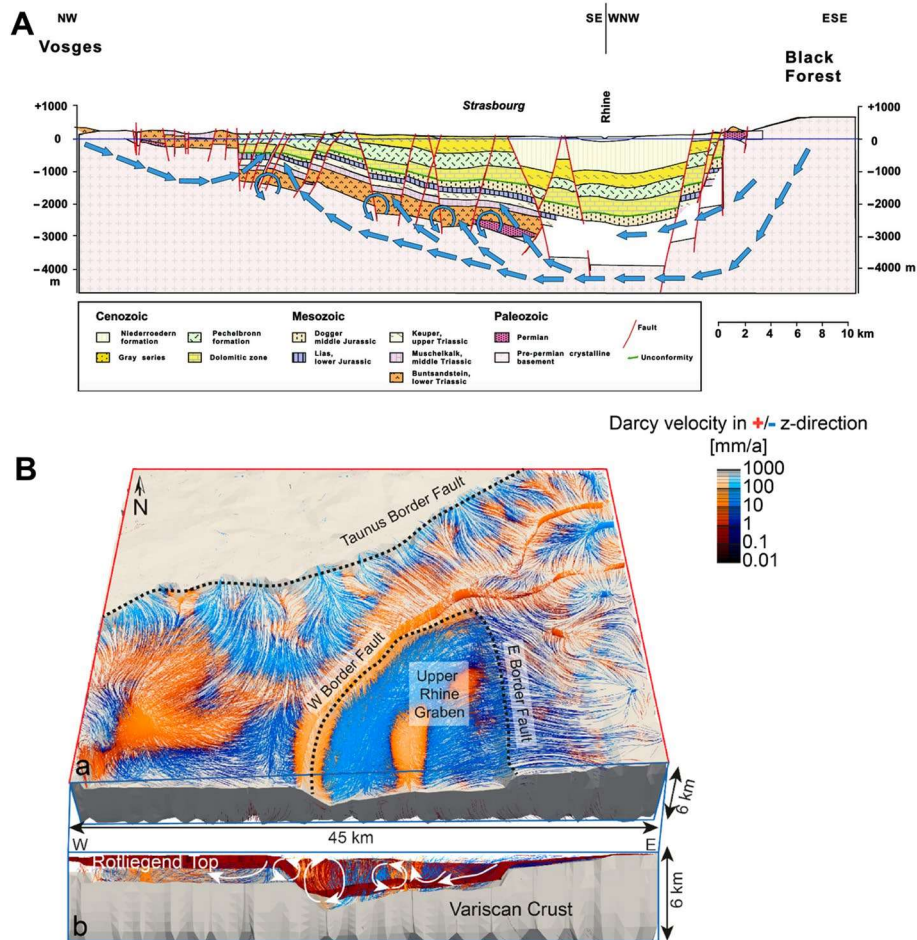 A
NW
SE WNW
ESE
Vosges
Black
Forest
Strasbourg
Rhine
+1000
0
−1000
−2000
−3000
−4000
m
+1000
0
−1000
−2000
−3000
−4000
m
Cenozoic
Niederroedern
formation
Gray series
Pechelbronn
formation
Dolomitic zone
Mesozoic
Dogger
middle Jurassic
Lias,
lower Jurassic
Keuper,
upper Triassic
Muschelkalk,
middle Triassic
Buntsandstein,
lower Triassic
Paleozoic
Permian
Pre-permian crystalline
basement
Fault
Unconformity
0 2 4 6 8 10 km
Darcy velocity in +/- z-direction
[mm/a]
1000
100
10
1
0.1
0.01
B
N
Taunus Border Fault
W Border Fault
E Border Fault
Upper
Rhine
Graben
a
6 km
45 km
W
E
Rotliegend Top
Variscan Crust
6 km
b